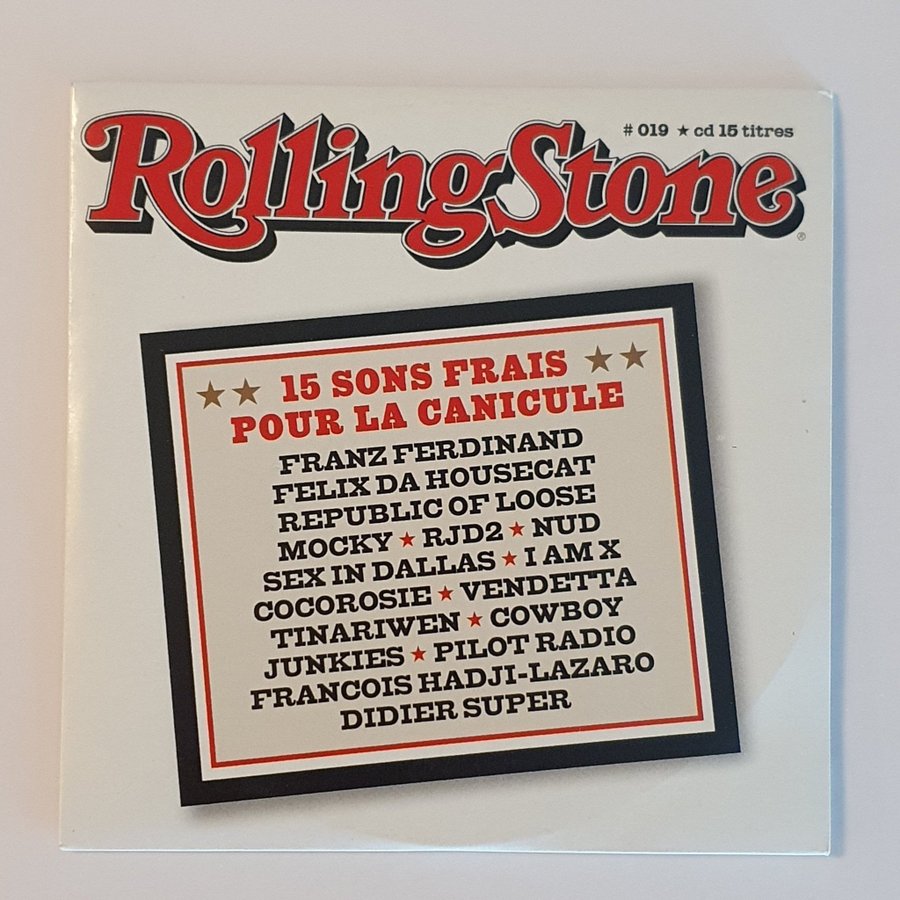 # 019 ★ cd 15 titres
RollingStone®
★★ 15 SONS FRAIS ★★
POUR LA CANICULE
FRANZ FERDINAND
FELIX DA HOUSECAT
REPUBLIC OF LOOSE
MOCKY ★ RJD2 ★ NUD
SEX IN DALLAS ★ I AM X
COCOROSIE ★ VENDETTA
TINARIWEN ★ COWBOY
JUNKIES ★ PILOT RADIO
FRANCOIS HADJI-LAZARO
DIDIER SUPER